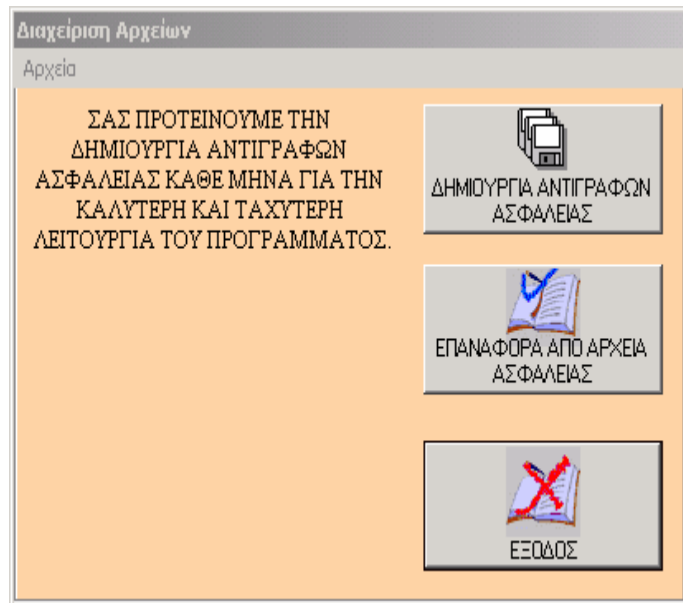 Διαχείριση Αρχείων
Αρχεία
ΣΑΣ ΠΡΟΤΕΙΝΟΥΜΕ ΤΗΝ
ΔΗΜΙΟΥΡΓΙΑ ΑΝΤΙΓΡΑΦΩΝ
ΑΣΦΑΛΕΙΑΣ ΚΑΘΕ ΜΗΝΑ ΓΙΑ ΤΗΝ
ΚΑΛΥΤΕΡΗ ΚΑΙ ΤΑΧΥΤΕΡΗ
ΛΕΙΤΟΥΡΓΙΑ ΤΟΥ ΠΡΟΓΡΑΜΜΑΤΟΣ.
ΔΗΜΙΟΥΡΓΙΑ ΑΝΤΙΓΡΑΦΩΝ
ΑΣΦΑΛΕΙΑΣ
ΕΠΑΝΑΦΟΡΑ ΑΠΟ ΑΡΧΕΙΑ
ΑΣΦΑΛΕΙΑΣ
ΕΞΟΔΟΣ